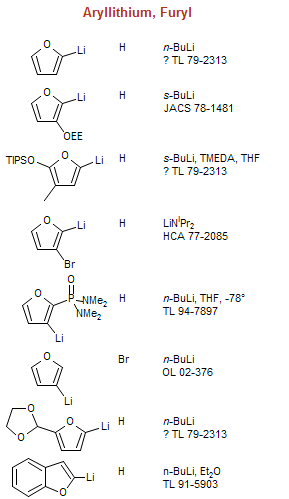 Aryllithium, Furyl
O Li H n-BuLi
? TL 79-2313
O Li H s-BuLi
OEE JACS 78-1481
TIPSO O Li H s-BuLi, TMEDA, THF
? TL 79-2313
O Li H LiNiPr2
Br HCA 77-2085
O
O P NMe2 H n-BuLi, THF, -78°
NMe2 TL 94-7897
Li
O Br n-BuLi
Li OL 02-376
O O O Li H n-BuLi
? TL 79-2313
O Li H n-BuLi, Et2O
TL 91-5903